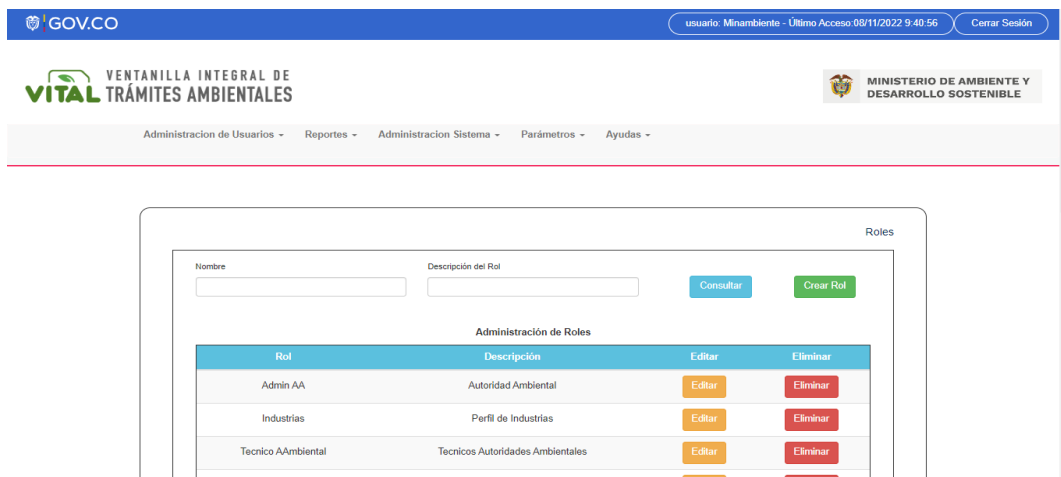 GOV.CO
usuario: Minambiente - Último Acceso:08/11/2022 9:40:56
Cerrar Sesión
VITAL
VENTANILLA INTEGRAL DE
TRÁMITES AMBIENTALES
MINISTERIO DE AMBIENTE Y
DESARROLLO SOSTENIBLE
Administracion de Usuarios Reportes Administracion Sistema Parámetros Ayudas
Roles
Nombre Descripción del Rol
Consultar Crear Rol
Administración de Roles
Rol Descripción Editar Eliminar
Admin AA Autoridad Ambiental Editar Eliminar
Industrias Perfil de Industrias Editar Eliminar
Tecnico AAmbiental Tecnicos Autoridades Ambientales Editar Eliminar